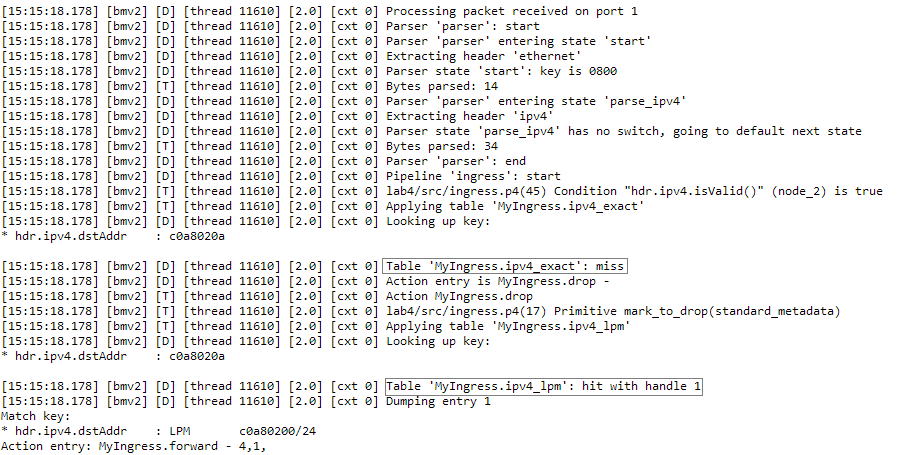 [15:15:18.178] [bmv2] [D] [thread 11610] [2.0] [cxt 0] Processing packet received on port 1
[15:15:18.178] [bmv2] [D] [thread 11610] [2.0] [cxt 0] Parser 'parser': start
[15:15:18.178] [bmv2] [D] [thread 11610] [2.0] [cxt 0] Parser 'parser' entering state 'start'
[15:15:18.178] [bmv2] [D] [thread 11610] [2.0] [cxt 0] Extracting header 'ethernet'
[15:15:18.178] [bmv2] [D] [thread 11610] [2.0] [cxt 0] Parser state 'start': key is 0800
[15:15:18.178] [bmv2] [T] [thread 11610] [2.0] [cxt 0] Bytes parsed: 14
[15:15:18.178] [bmv2] [D] [thread 11610] [2.0] [cxt 0] Parser 'parser' entering state 'parse_ipv4'
[15:15:18.178] [bmv2] [D] [thread 11610] [2.0] [cxt 0] Extracting header 'ipv4'
[15:15:18.178] [bmv2] [D] [thread 11610] [2.0] [cxt 0] Parser state 'parse_ipv4' has no switch, going to default next state
[15:15:18.178] [bmv2] [T] [thread 11610] [2.0] [cxt 0] Bytes parsed: 34
[15:15:18.178] [bmv2] [D] [thread 11610] [2.0] [cxt 0] Parser 'parser': end
[15:15:18.178] [bmv2] [D] [thread 11610] [2.0] [cxt 0] Pipeline 'ingress': start
[15:15:18.178] [bmv2] [T] [thread 11610] [2.0] [cxt 0] lab4/src/ingress.p4(45) Condition "hdr.ipv4.isValid()" (node_2) is true
[15:15:18.178] [bmv2] [T] [thread 11610] [2.0] [cxt 0] Applying table 'MyIngress.ipv4_exact'
[15:15:18.178] [bmv2] [D] [thread 11610] [2.0] [cxt 0] Looking up key:
* hdr.ipv4.dstAddr    : c0a8020a
[15:15:18.178] [bmv2] [D] [thread 11610] [2.0] [cxt 0] Table 'MyIngress.ipv4_exact': miss
[15:15:18.178] [bmv2] [D] [thread 11610] [2.0] [cxt 0] Action entry is MyIngress.drop -
[15:15:18.178] [bmv2] [T] [thread 11610] [2.0] [cxt 0] Action MyIngress.drop
[15:15:18.178] [bmv2] [T] [thread 11610] [2.0] [cxt 0] lab4/src/ingress.p4(17) Primitive mark_to_drop(standard_metadata)
[15:15:18.178] [bmv2] [T] [thread 11610] [2.0] [cxt 0] Applying table 'MyIngress.ipv4_lpm'
[15:15:18.178] [bmv2] [D] [thread 11610] [2.0] [cxt 0] Looking up key:
* hdr.ipv4.dstAddr    : c0a8020a
[15:15:18.178] [bmv2] [D] [thread 11610] [2.0] [cxt 0] Table 'MyIngress.ipv4_lpm': hit with handle 1
[15:15:18.178] [bmv2] [D] [thread 11610] [2.0] [cxt 0] Dumping entry 1
Match key:
* hdr.ipv4.dstAddr    : LPM       c0a80200/24
Action entry: MyIngress.forward - 4,1,